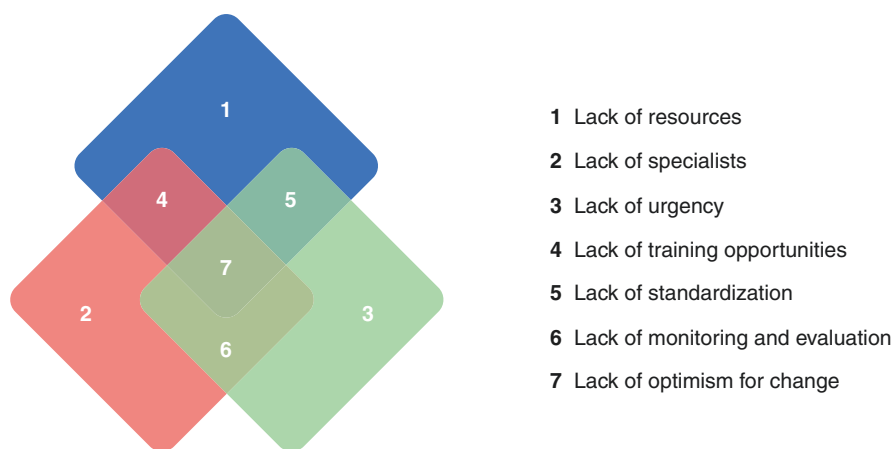 1
4
5
7
2
3
6
1 Lack of resources
2 Lack of specialists
3 Lack of urgency
4 Lack of training opportunities
5 Lack of standardization
6 Lack of monitoring and evaluation
7 Lack of optimism for change